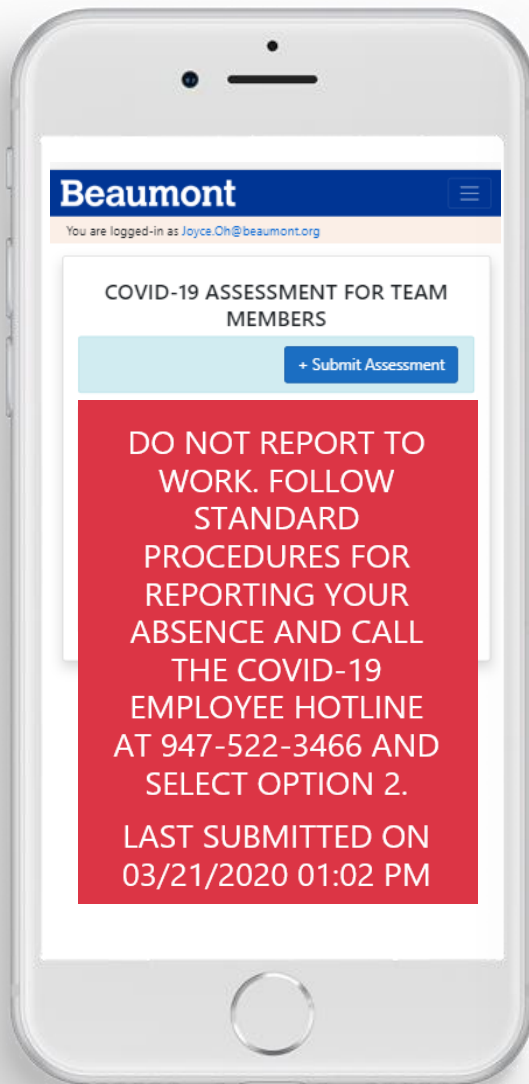 Beaumont
You are logged-in as Joyce.Oh@beaumont.org
COVID-19 ASSESSMENT FOR TEAM
MEMBERS
+ Submit Assessment
DO NOT REPORT TO
WORK. FOLLOW
STANDARD
PROCEDURES FOR
REPORTING YOUR
ABSENCE AND CALL
THE COVID-19
EMPLOYEE HOTLINE
AT 947-522-3466 AND
SELECT OPTION 2.
LAST SUBMITTED ON
03/21/2020 01:02 PM